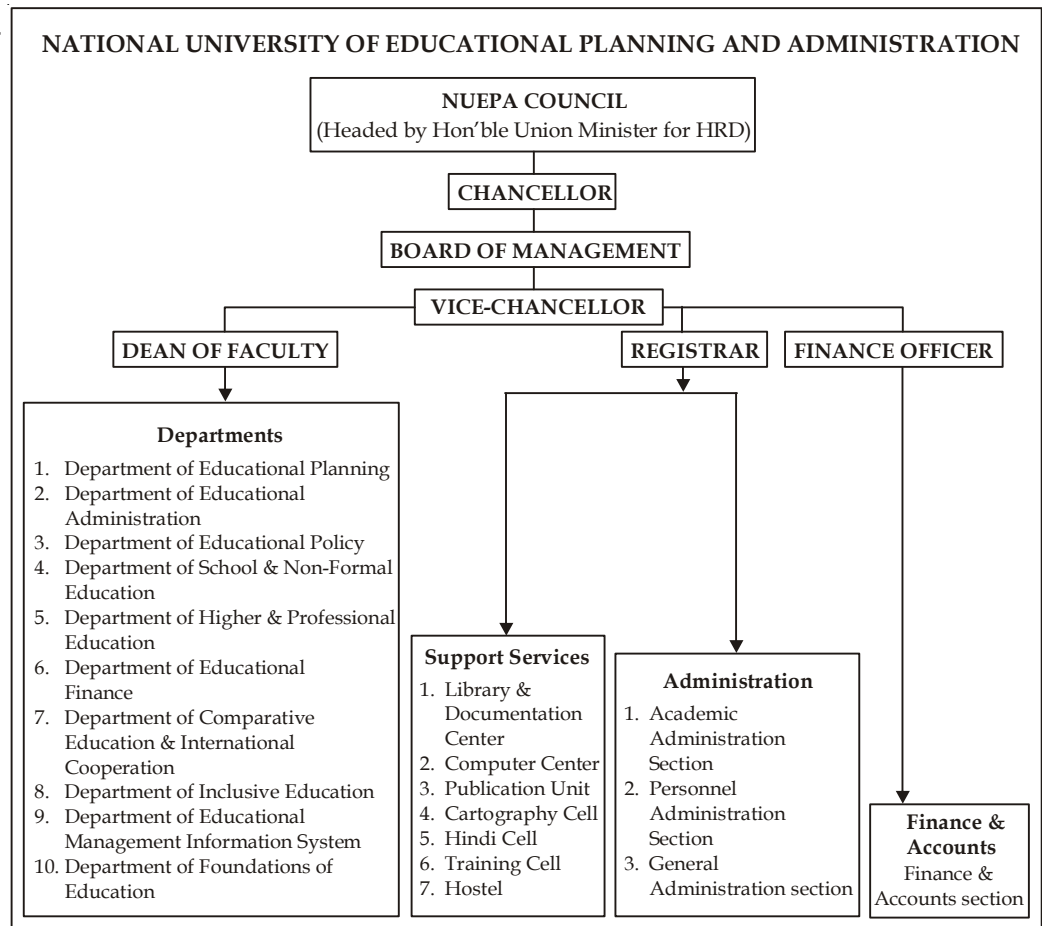 NATIONAL UNIVERSITY OF EDUCATIONAL PLANNING AND ADMINISTRATION
NUEPA COUNCIL
(Headed by Hon'ble Union Minister for HRD)
CHANCELLOR
BOARD OF MANAGEMENT
VICE-CHANCELLOR
DEAN OF FACULTY
REGISTRAR
FINANCE OFFICER
Departments
1. Department of Educational Planning
2. Department of Educational
Administration
3. Department of Educational Policy
4. Department of School & Non-Formal
Education
5. Department of Higher & Professional
Education
6. Department of Educational
Finance
7. Department of Comparative
Education & International
Cooperation
8. Department of Inclusive Education
9. Department of Educational
Management Information System
10. Department of Foundations of
Education
Support Services
1. Library &
Documentation
Center
2. Computer Center
3. Publication Unit
4. Cartography Cell
5. Hindi Cell
6. Training Cell
7. Hostel
Administration
1. Academic
Administration
Section
2. Personnel
Administration
Section
3. General
Administration section
Finance &
Accounts
Finance &
Accounts section